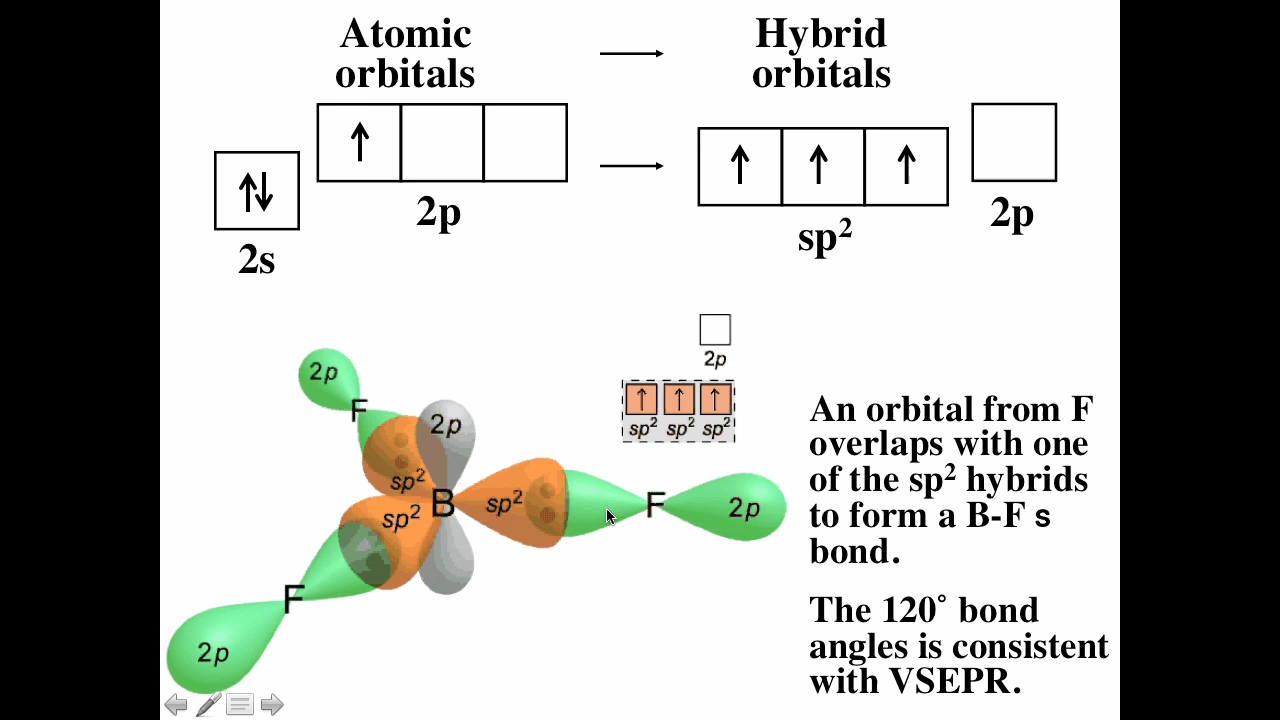 Atomic
orbitals
Hybrid
orbitals
2s
2p
sp²
2p
2p
sp² sp² sp²
2p
F
2p
sp²
sp²
B
sp²
F
2p
F
2p
An orbital from F
overlaps with one
of the sp² hybrids
to form a B-F s
bond.
The 120˚ bond
angles is consistent
with VSEPR.